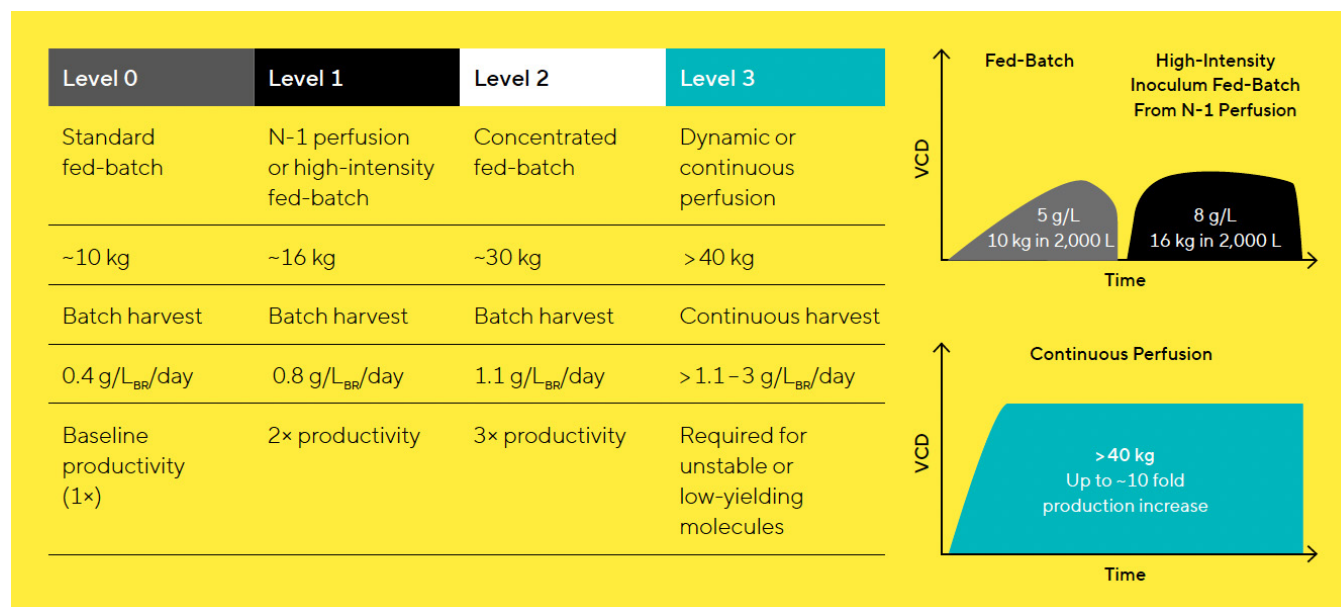 Level 0
Level 1
Level 2
Level 3
Standard
fed-batch
N-1 perfusion
or high-intensity
fed-batch
Concentrated
fed-batch
Dynamic or
continuous
perfusion
~10 kg
~16 kg
~30 kg
>40 kg
Batch harvest
Batch harvest
Batch harvest
Continuous harvest
0.4 g/L_BR/day
0.8 g/L_BR/day
1.1 g/L_BR/day
>1.1–3 g/L_BR/day
Baseline
productivity
(1×)
2× productivity
3× productivity
Required for
unstable or
low-yielding
molecules
Fed-Batch
High-Intensity
Inoculum Fed-Batch
From N-1 Perfusion
VCD
5 g/L
10 kg in 2,000 L
8 g/L
16 kg in 2,000 L
Time
Continuous Perfusion
VCD
>40 kg
Up to ~10 fold
production increase
Time